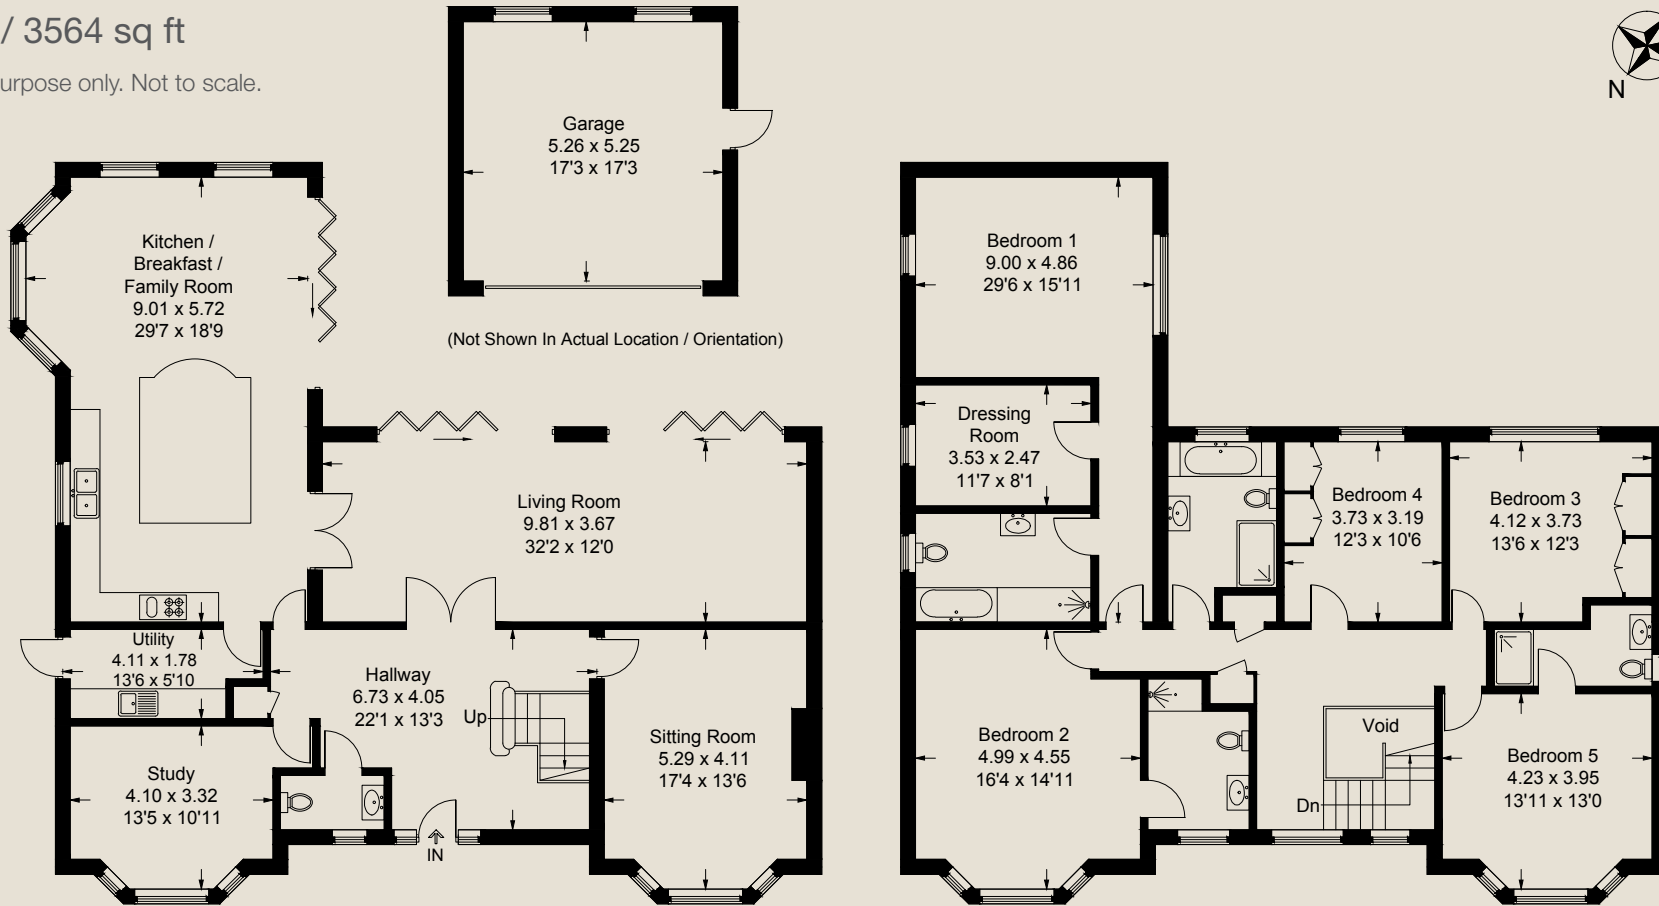 / 3564 sq ft
urpose only. Not to scale.
N
Garage
5.26 x 5.25
17'3 x 17'3
(Not Shown In Actual Location / Orientation)
Kitchen /
Breakfast /
Family Room
9.01 x 5.72
29'7 x 18'9
Living Room
9.81 x 3.67
32'2 x 12'0
Utility
4.11 x 1.78
13'6 x 5'10
Hallway
6.73 x 4.05
22'1 x 13'3
Up
Sitting Room
5.29 x 4.11
17'4 x 13'6
Study
4.10 x 3.32
13'5 x 10'11
IN
Bedroom 1
9.00 x 4.86
29'6 x 15'11
Dressing
Room
3.53 x 2.47
11'7 x 8'1
Bedroom 4
3.73 x 3.19
12'3 x 10'6
Bedroom 3
4.12 x 3.73
13'6 x 12'3
Bedroom 2
4.99 x 4.55
16'4 x 14'11
Void
Dn
Bedroom 5
4.23 x 3.95
13'11 x 13'0